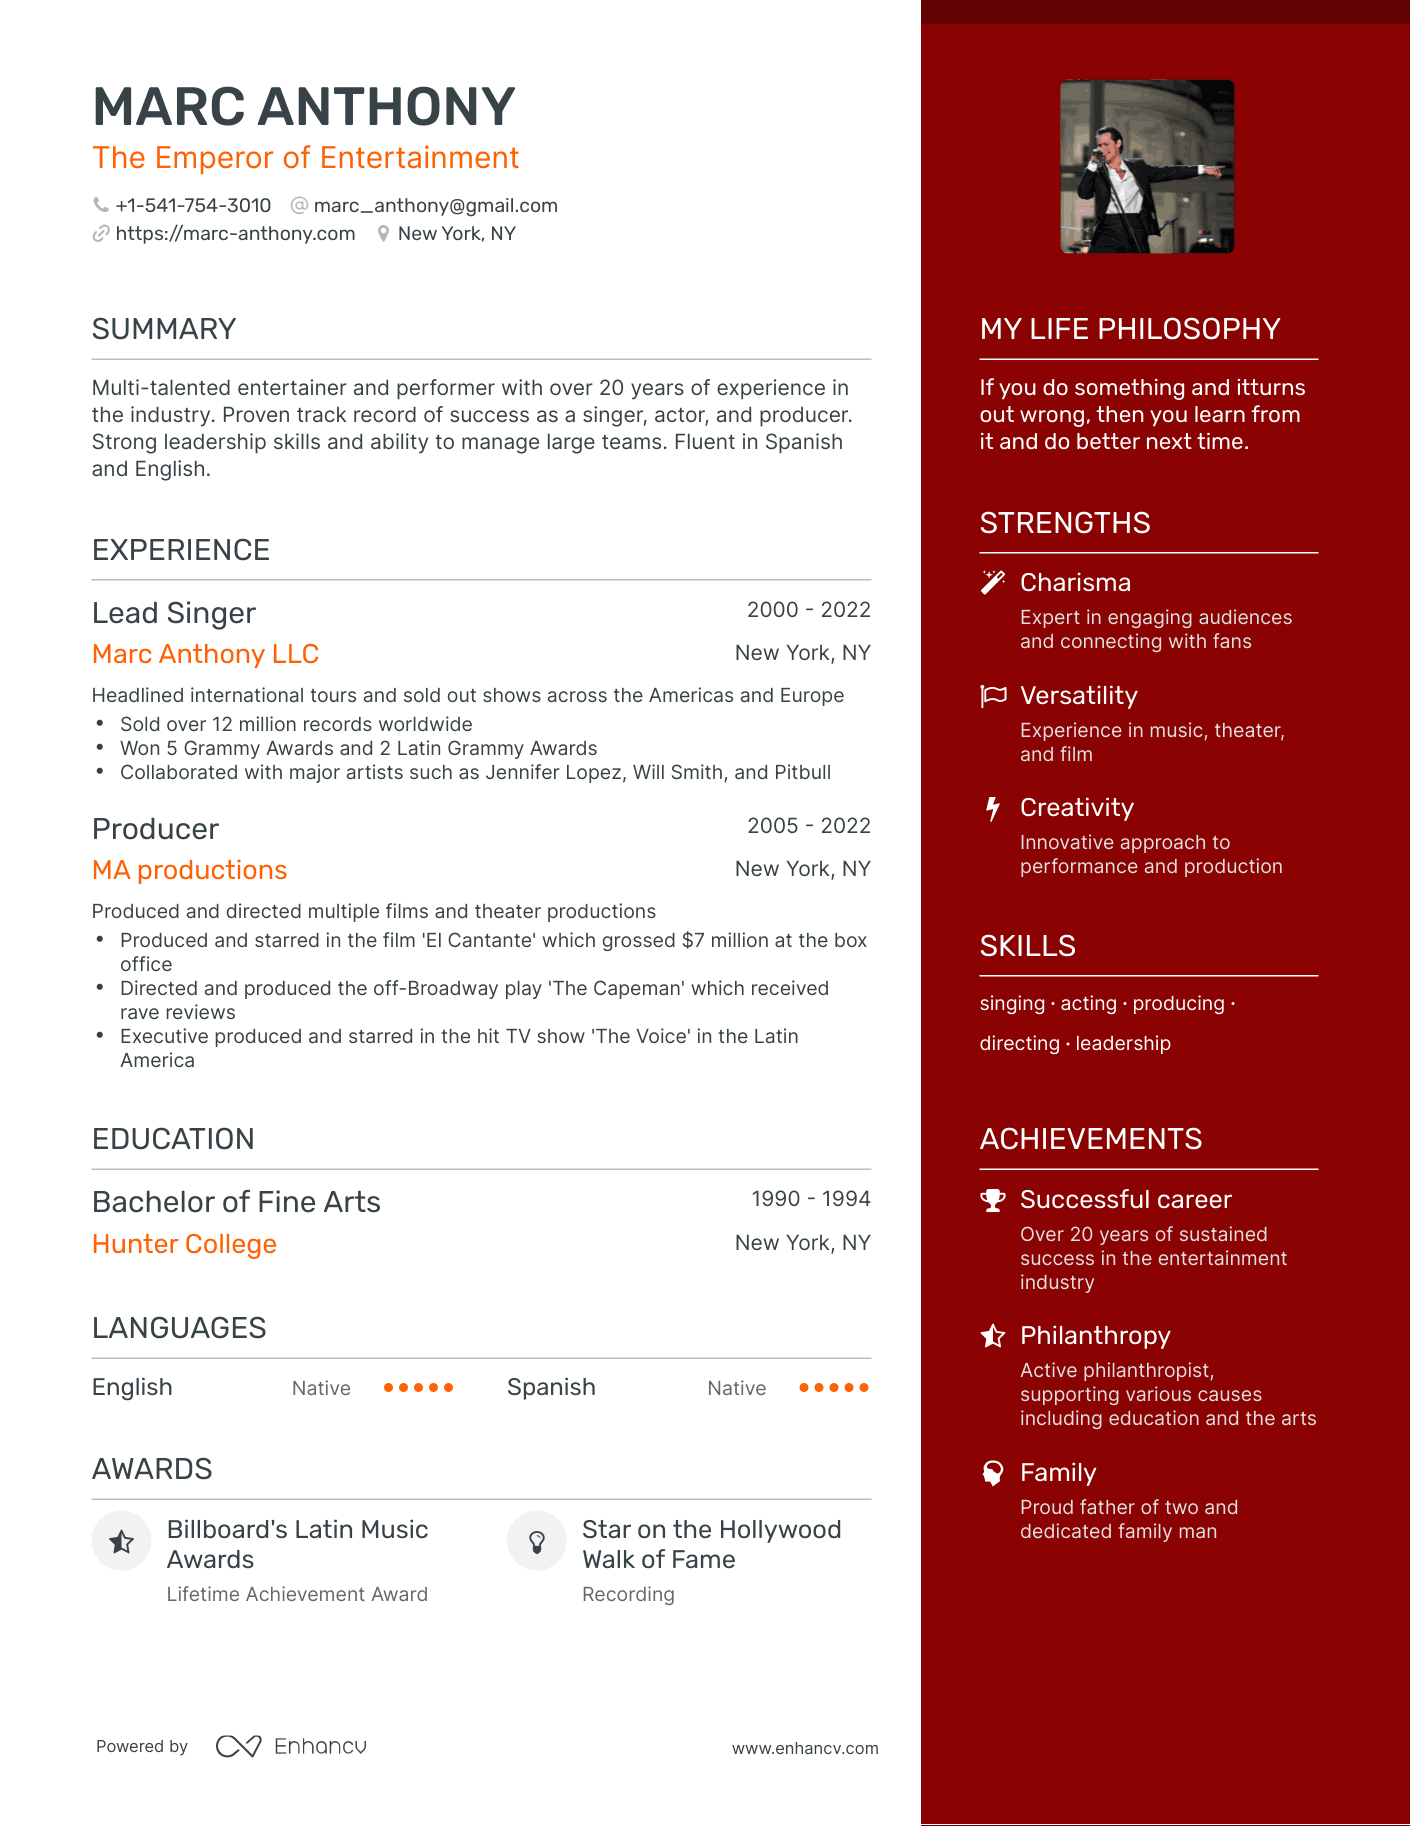 MARC ANTHONY
The Emperor of Entertainment
+1-541-754-3010 marc_anthony@gmail.com
https://marc-anthony.com New York, NY
SUMMARY
Multi-talented entertainer and performer with over 20 years of experience in
the industry. Proven track record of success as a singer, actor, and producer.
Strong leadership skills and ability to manage large teams. Fluent in Spanish
and English.
EXPERIENCE
Lead Singer 2000 - 2022
Marc Anthony LLC New York, NY
Headlined international tours and sold out shows across the Americas and Europe
• Sold over 12 million records worldwide
• Won 5 Grammy Awards and 2 Latin Grammy Awards
• Collaborated with major artists such as Jennifer Lopez, Will Smith, and Pitbull
Producer 2005 - 2022
MA productions New York, NY
Produced and directed multiple films and theater productions
• Produced and starred in the film 'El Cantante' which grossed $7 million at the box
office
• Directed and produced the off-Broadway play 'The Capeman' which received
rave reviews
• Executive produced and starred in the hit TV show 'The Voice' in the Latin
America
EDUCATION
Bachelor of Fine Arts 1990 - 1994
Hunter College New York, NY
LANGUAGES
English Native Spanish Native
AWARDS
Billboard's Latin Music
Awards
Lifetime Achievement Award
Star on the Hollywood
Walk of Fame
Recording
MY LIFE PHILOSOPHY
If you do something and itturns
out wrong, then you learn from
it and do better next time.
STRENGTHS
Charisma
Expert in engaging audiences
and connecting with fans
Versatility
Experience in music, theater,
and film
Creativity
Innovative approach to
performance and production
SKILLS
singing · acting · producing ·
directing · leadership
ACHIEVEMENTS
Successful career
Over 20 years of sustained
success in the entertainment
industry
Philanthropy
Active philanthropist,
supporting various causes
including education and the arts
Family
Proud father of two and
dedicated family man
Powered by Enhancv www.enhancv.com